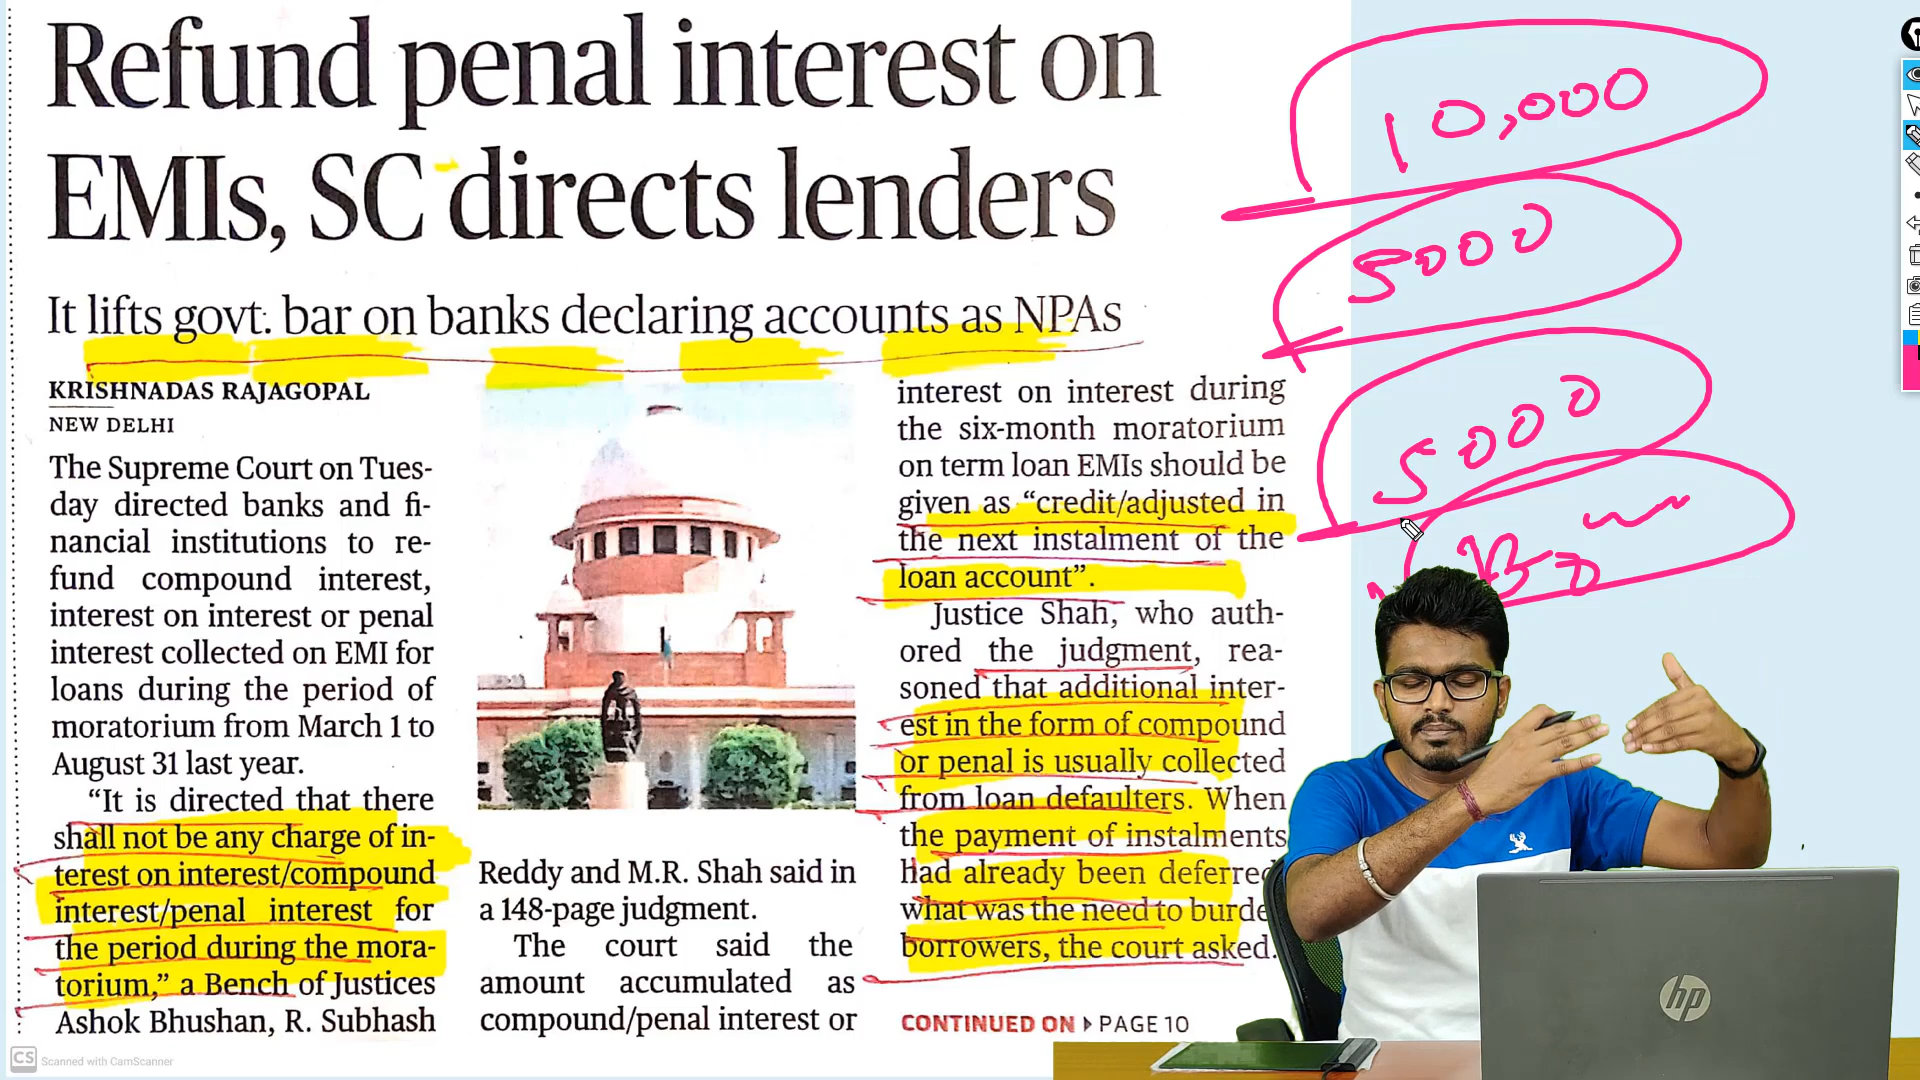 Refund penal interest on
EMIs, SC directs lenders
It lifts govt. bar on banks declaring accounts as NPAs
KRISHNADAS RAJAGOPAL
NEW DELHI
The Supreme Court on Tues-
day directed banks and fi-
nancial institutions to re-
fund compound interest,
interest on interest or penal
interest collected on EMI for
loans during the period of
moratorium from March 1 to
August 31 last year.
“It is directed that there
shall not be any charge of in-
terest on interest/compound
interest/penal interest for
the period during the mora-
torium,” a Bench of Justices
Ashok Bhushan, R. Subhash
Reddy and M.R. Shah said in
a 148-page judgment.
The court said the
amount accumulated as
compound/penal interest or
interest on interest during
the six-month moratorium
on term loan EMIs should be
given as “credit/adjusted in
the next instalment of the
loan account”.
Justice Shah, who auth-
ored the judgment, rea-
soned that additional inter-
est in the form of compound
or penal is usually collected
from loan defaulters. When
the payment of instalments
had already been deferred
what was the need to burde
borrowers, the court asked.
CONTINUED ON ▸ PAGE 10
10,000
5000
5000
hp
CS Scanned with CamScanner